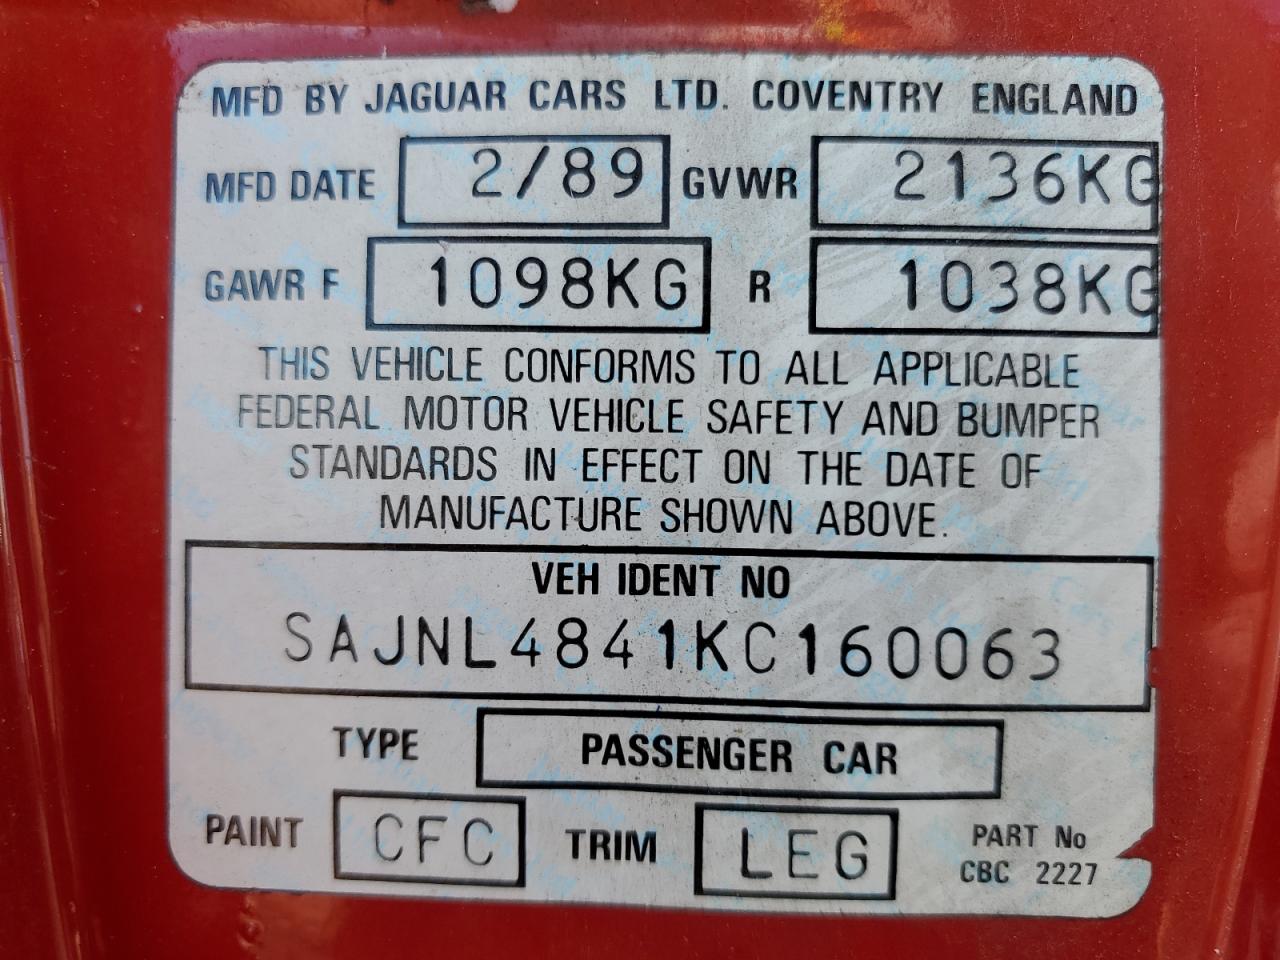 MFD BY JAGUAR CARS LTD. COVENTRY ENGLAND
MFD DATE 2/89 GVWR 2136KG
GAWR F 1098KG R 1038KG
THIS VEHICLE CONFORMS TO ALL APPLICABLE
FEDERAL MOTOR VEHICLE SAFETY AND BUMPER
STANDARDS IN EFFECT ON THE DATE OF
MANUFACTURE SHOWN ABOVE.
VEH IDENT NO
SAJNL4841KC160063
TYPE PASSENGER CAR
PAINT CFC TRIM LEG PART No
CBC 2227